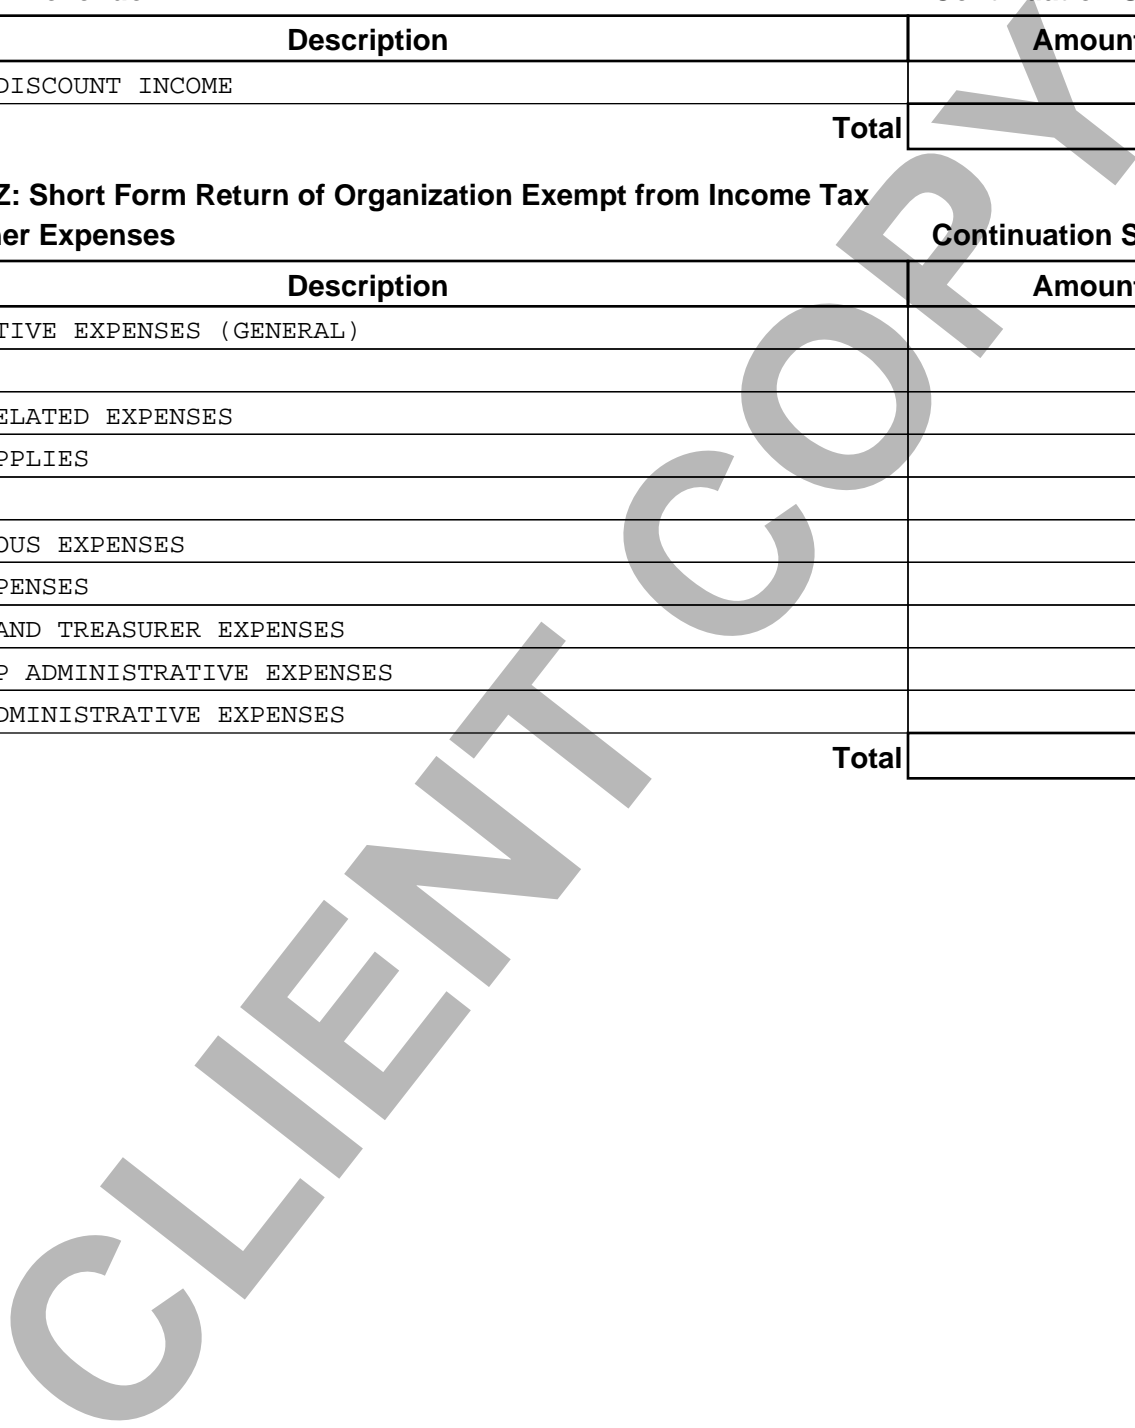 Description Amount
DISCOUNT INCOME
Total
Z: Short Form Return of Organization Exempt from Income Tax
her Expenses Continuation S
Description Amount
TIVE EXPENSES (GENERAL)
ELATED EXPENSES
PPLIES
OUS EXPENSES
PENSES
AND TREASURER EXPENSES
P ADMINISTRATIVE EXPENSES
DMINISTRATIVE EXPENSES
Total
CLIENT COPY